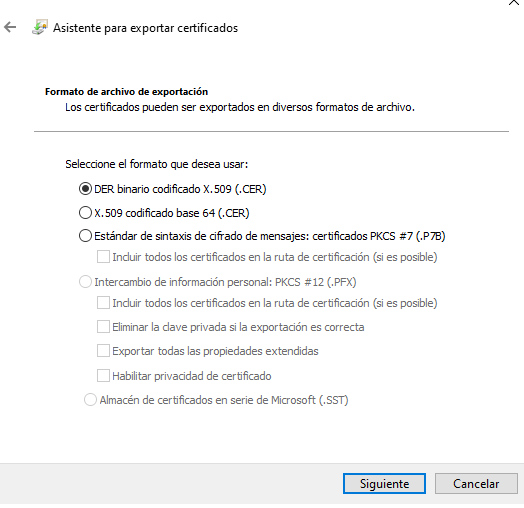 Asistente para exportar certificados
Formato de archivo de exportación
Los certificados pueden ser exportados en diversos formatos de archivo.
Seleccione el formato que desea usar:
DER binario codificado X.509 (.CER)
X.509 codificado base 64 (.CER)
Estándar de sintaxis de cifrado de mensajes: certificados PKCS #7 (.P7B)
Incluir todos los certificados en la ruta de certificación (si es posible)
Intercambio de información personal: PKCS #12 (.PFX)
Incluir todos los certificados en la ruta de certificación (si es posible)
Eliminar la clave privada si la exportación es correcta
Exportar todas las propiedades extendidas
Habilitar privacidad de certificado
Almacén de certificados en serie de Microsoft (.SST)
Siguiente
Cancelar